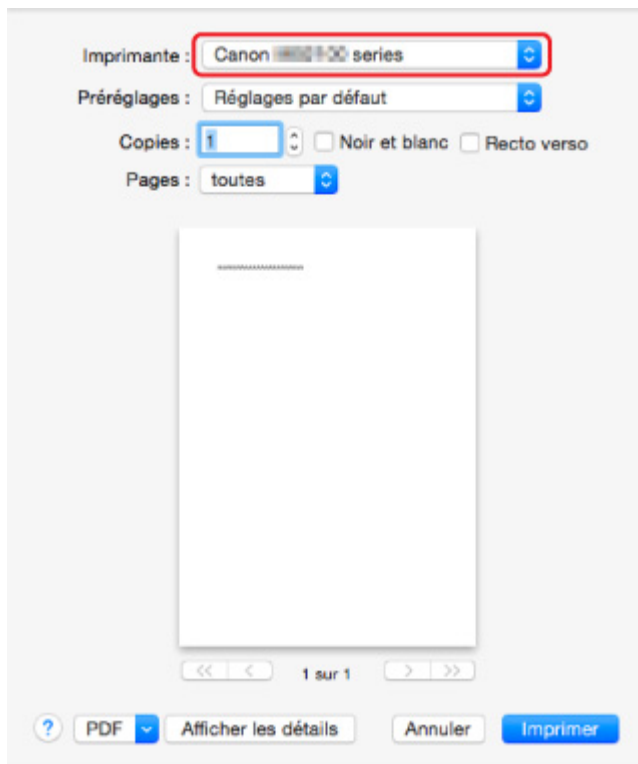 Imprimante : Canon series
Préréglages : Réglages par défaut
Copies : 1 Noir et blanc Recto verso
Pages : toutes
1 sur 1
? PDF Afficher les détails Annuler Imprimer